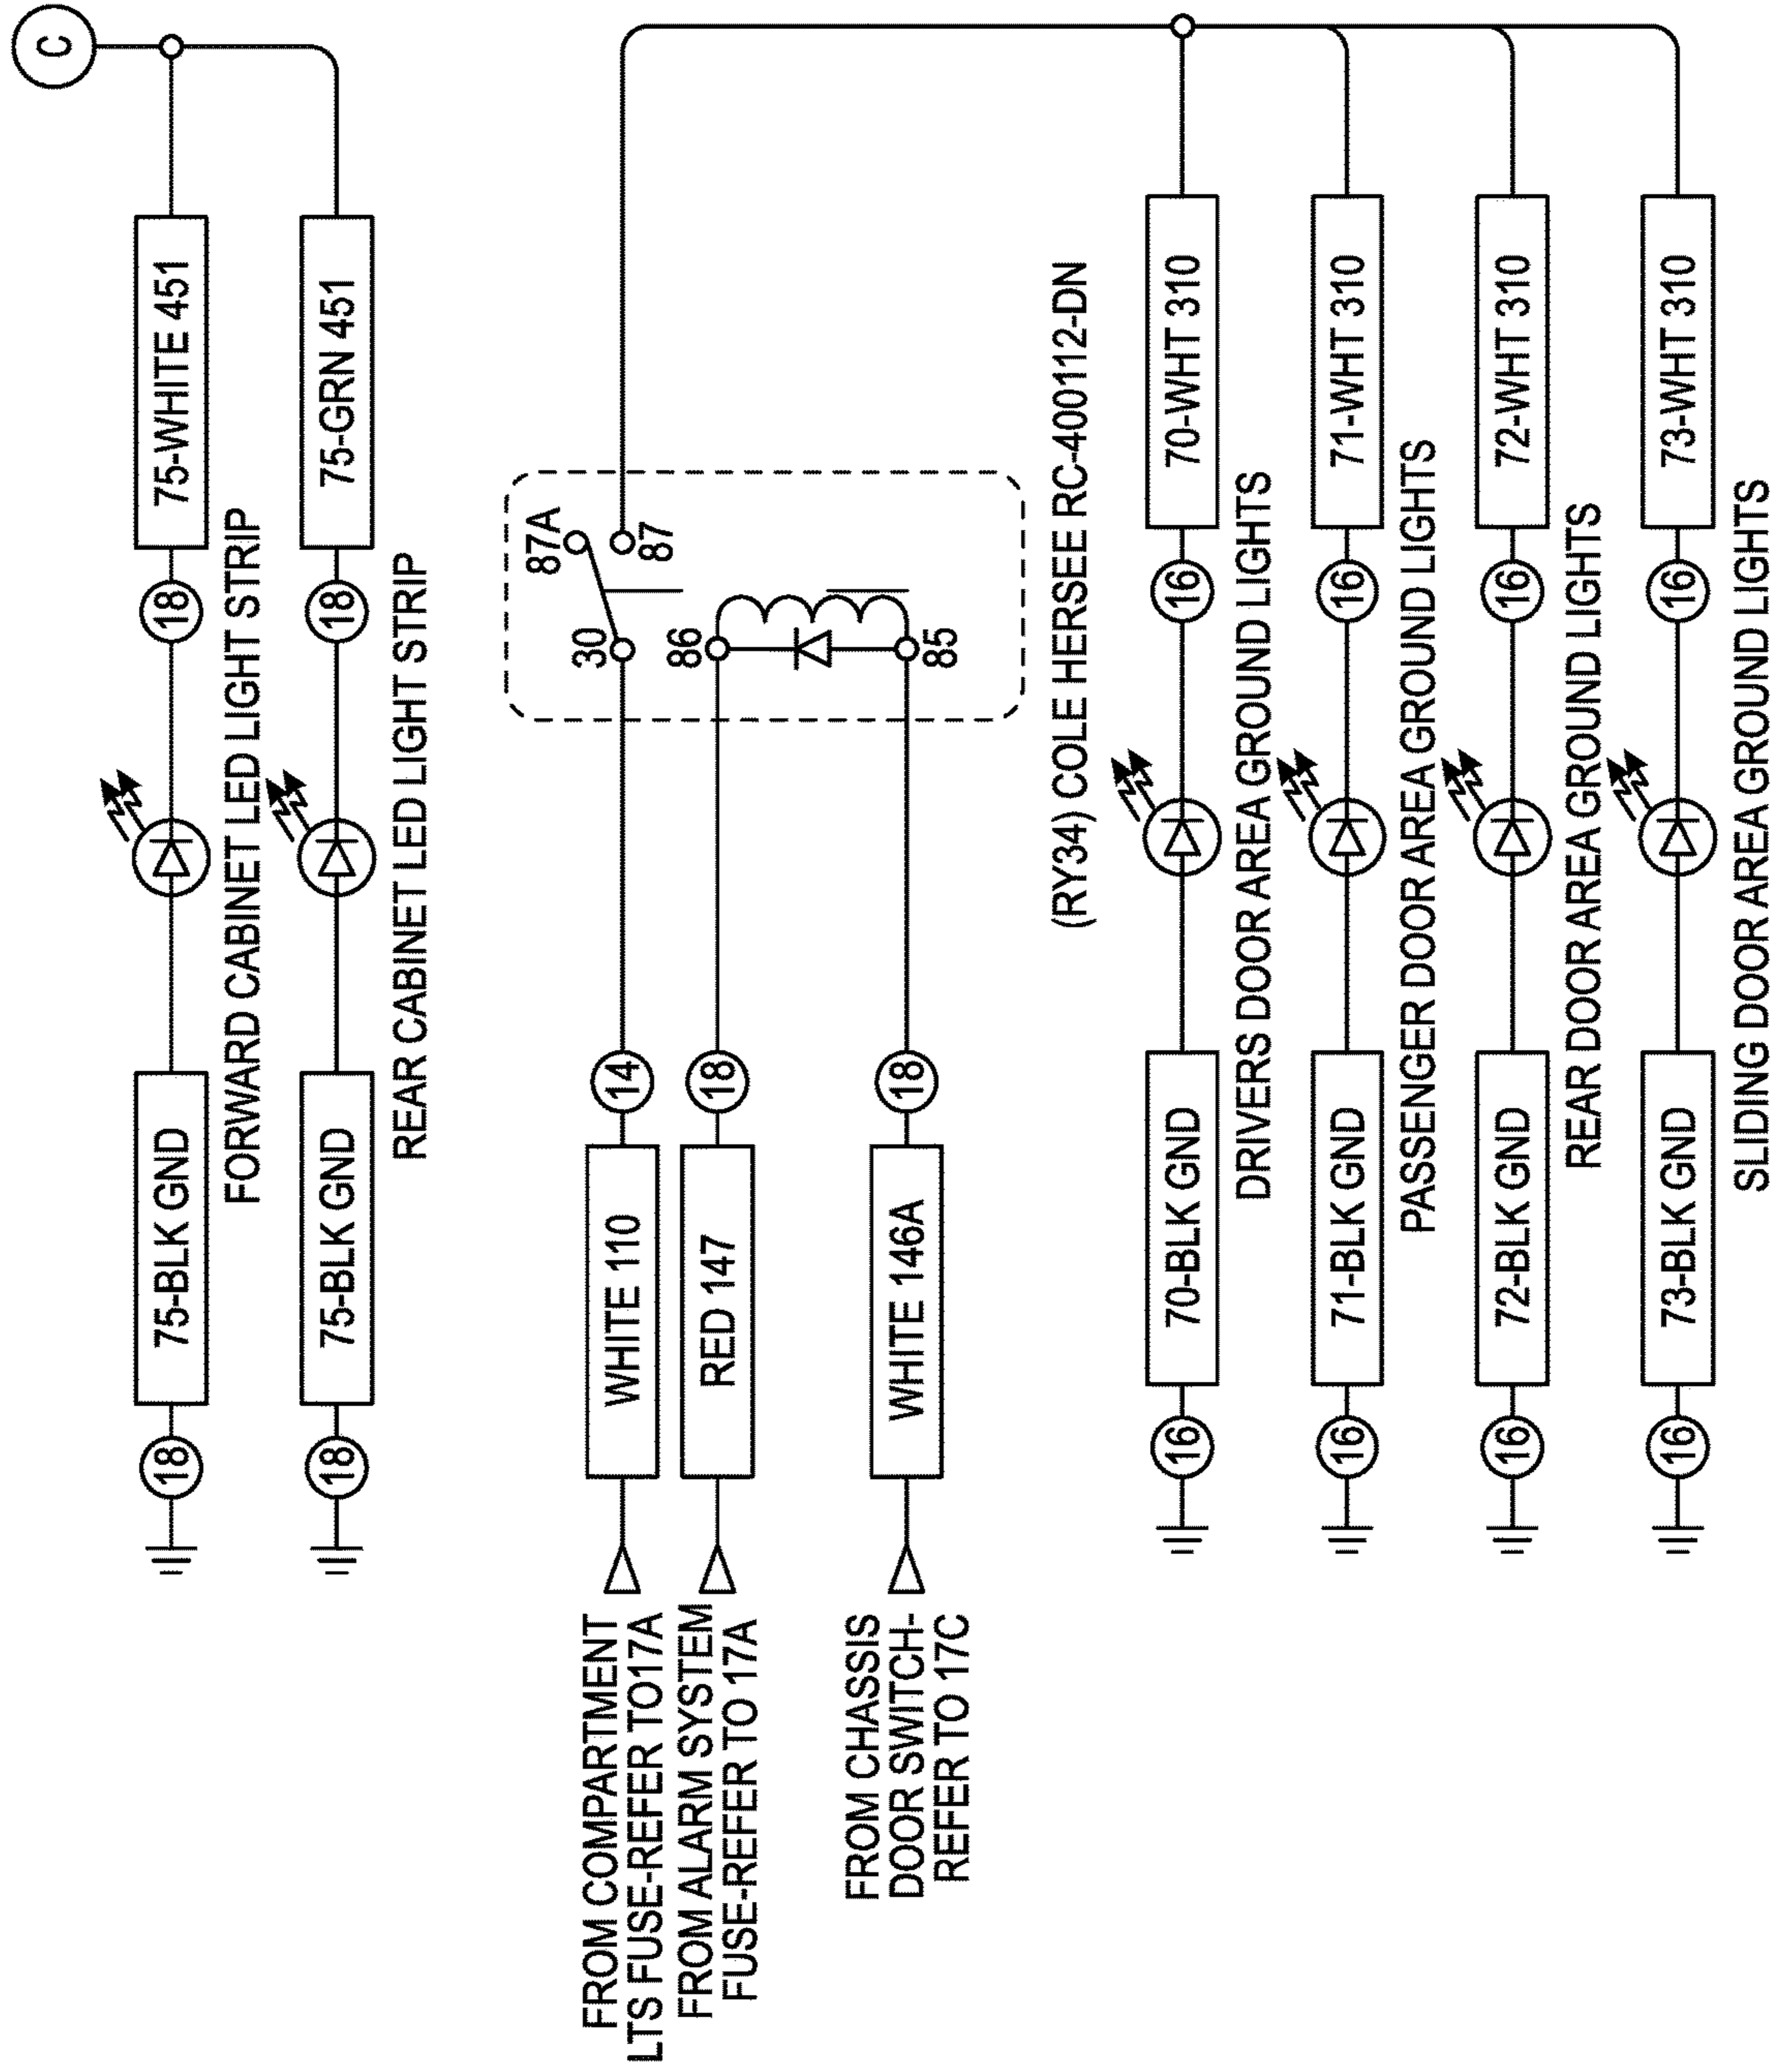 C
18
75-BLK GND
18
75-WHITE 451
FORWARD CABINET LED LIGHT STRIP
18
75-BLK GND
18
75-GRN 451
REAR CABINET LED LIGHT STRIP
FROM COMPARTMENT
LTS FUSE-REFER TO17A
WHITE 110
14
30
87A
87
FROM ALARM SYSTEM
FUSE-REFER TO 17A
RED 147
18
86
FROM CHASSIS
DOOR SWITCH-
REFER TO 17C
WHITE 146A
18
85
(RY34) COLE HERSEE RC-400112-DN
16
70-BLK GND
16
70-WHT 310
DRIVERS DOOR AREA GROUND LIGHTS
16
71-BLK GND
16
71-WHT 310
PASSENGER DOOR AREA GROUND LIGHTS
16
72-BLK GND
16
72-WHT 310
REAR DOOR AREA GROUND LIGHTS
16
73-BLK GND
16
73-WHT 310
SLIDING DOOR AREA GROUND LIGHTS